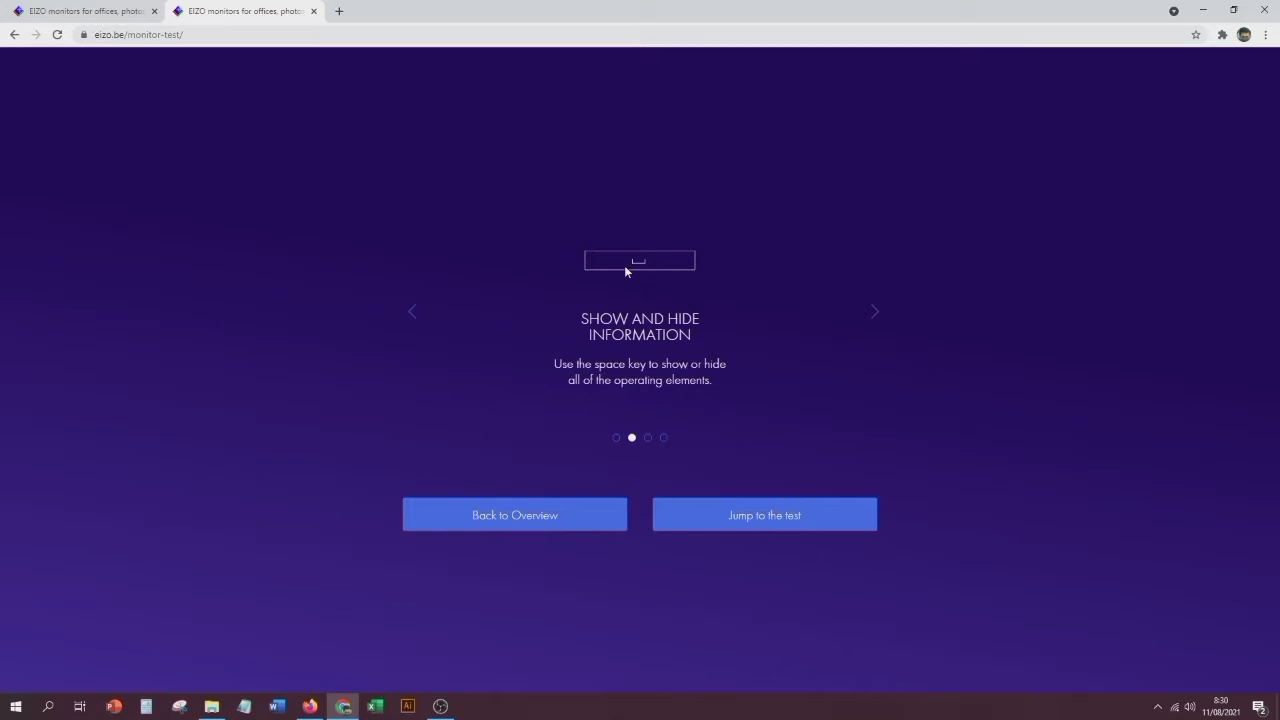 EIZO monitors for offices, photo
EIZO monitors for offices, photo
eizo.be/monitor-test/
SHOW AND HIDE
INFORMATION
Use the space key to show or hide
all of the operating elements.
Back to Overview
Jump to the test
Ai
8:30
11/08/2021
2